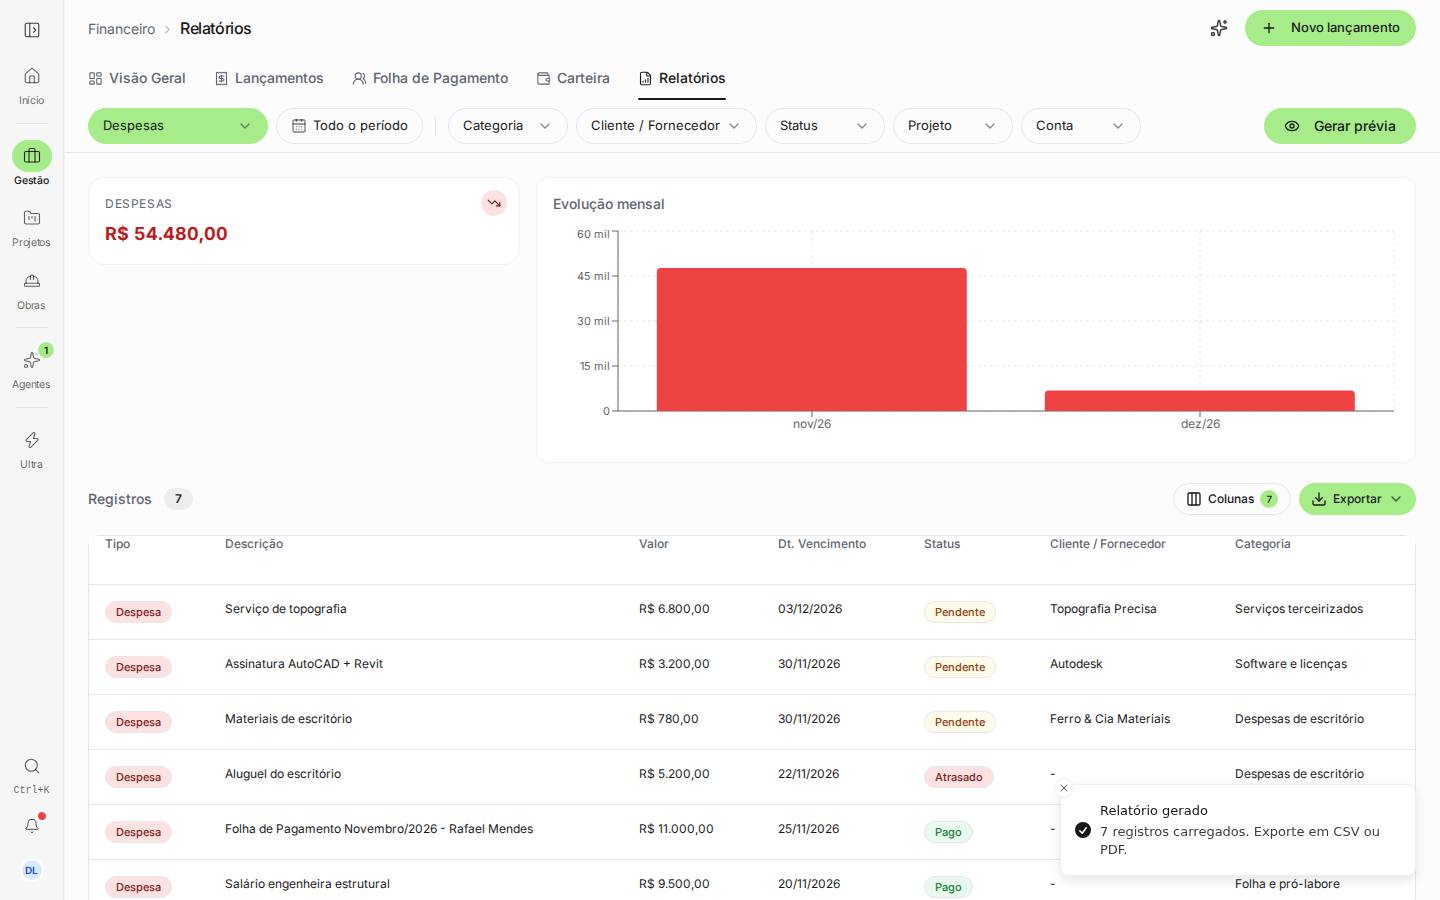 Financeiro > Relatórios
Novo lançamento
Início
Gestão
Projetos
Obras
1
Agentes
Ultra
Ctrl+K
DL
Visão Geral
Lançamentos
Folha de Pagamento
Carteira
Relatórios
Despesas
Todo o período
Categoria
Cliente / Fornecedor
Status
Projeto
Conta
Gerar prévia
DESPESAS
R$ 54.480,00
Evolução mensal
60 mil
45 mil
30 mil
15 mil
0
nov/26
dez/26
Registros 7
Colunas 7
Exportar
Tipo Descrição Valor Dt. Vencimento Status Cliente / Fornecedor Categoria
Despesa Serviço de topografia R$ 6.800,00 03/12/2026 Pendente Topografia Precisa Serviços terceirizados
Despesa Assinatura AutoCAD + Revit R$ 3.200,00 30/11/2026 Pendente Autodesk Software e licenças
Despesa Materiais de escritório R$ 780,00 30/11/2026 Pendente Ferro & Cia Materiais Despesas de escritório
Despesa Aluguel do escritório R$ 5.200,00 22/11/2026 Atrasado - Despesas de escritório
Despesa Folha de Pagamento Novembro/2026 - Rafael Mendes R$ 11.000,00 25/11/2026 Pago -
Despesa Salário engenheira estrutural R$ 9.500,00 20/11/2026 Pago - Folha e pró-labore
Relatório gerado
7 registros carregados. Exporte em CSV ou
PDF.